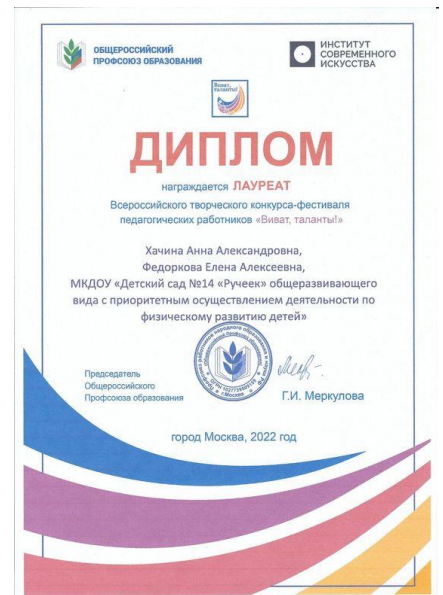 ОБЩЕРОССИЙСКИЙ
ПРОФСОЮЗ ОБРАЗОВАНИЯ
ИНСТИТУТ
СОВРЕМЕННОГО
ИСКУССТВА
Виват,
таланты!
ДИПЛОМ
награждается ЛАУРЕАТ
Всероссийского творческого конкурса-фестиваля
педагогических работников «Виват, таланты!»
Хачина Анна Александровна,
Федоркова Елена Алексеевна,
МКДОУ «Детский сад №14 «Ручеек» общеразвивающего
вида с приоритетным осуществлением деятельности по
физическому развитию детей»
Председатель
Общероссийского
Профсоюза образования
Г.И. Меркулова
город Москва, 2022 год